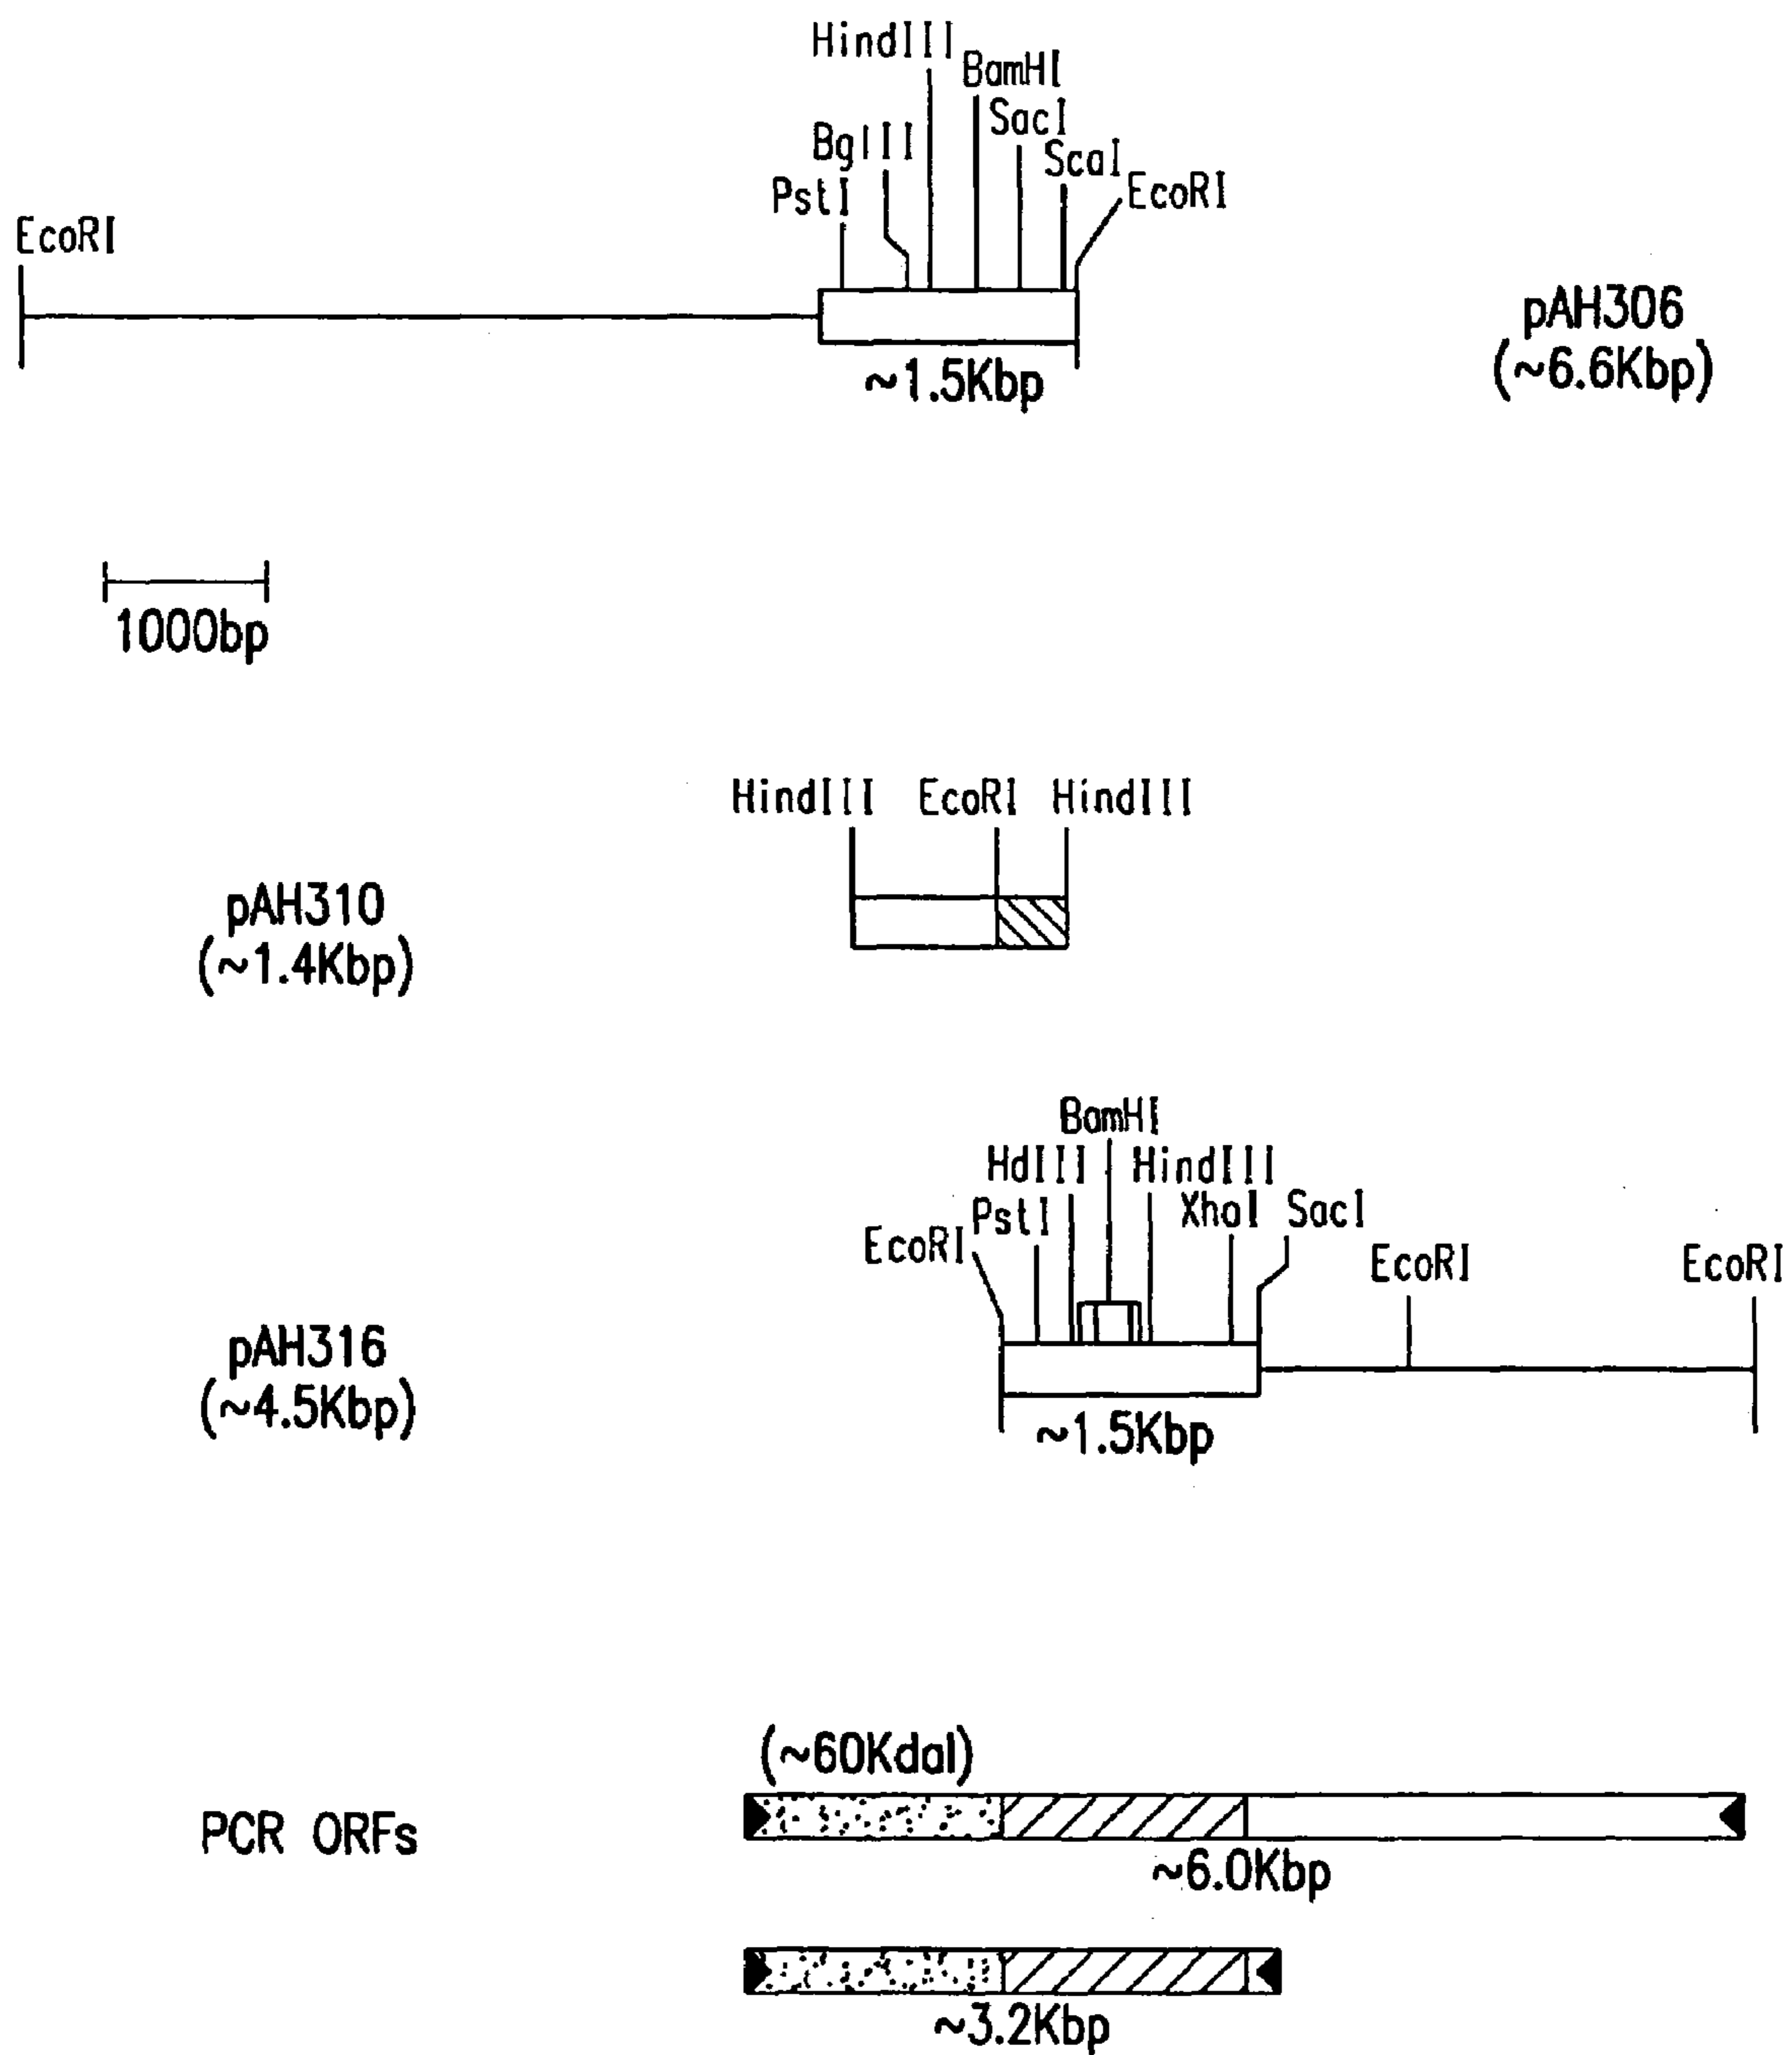 HindIII
BamHI
SacI
BglII
ScaI
PstI
EcoRI
EcoRI
~1.5Kbp
pAH306
(~6.6Kbp)
1000bp
HindIII EcoRI HindIII
pAH310
(~1.4Kbp)
BamHI
HdIII HindIII
PstI XhoI SacI
EcoRI EcoRI EcoRI
pAH316
(~4.5Kbp)
~1.5Kbp
(~60Kdal)
PCR ORFs
~6.0Kbp
~3.2Kbp